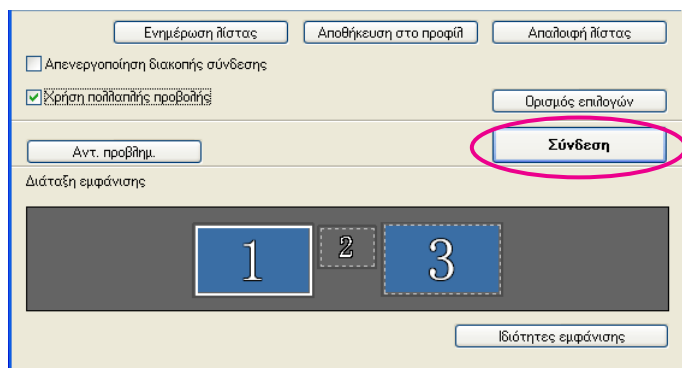 Ενημέρωση λίστας Αποθήκευση στο προφίλ Απαλοιφή λίστας
Απενεργοποίηση διακοπής σύνδεσης
Χρήση πολλαπλής προβολής Ορισμός επιλογών
Αντ. προβλημ. Σύνδεση
Διάταξη εμφάνισης
1 2 3
Ιδιότητες εμφάνισης